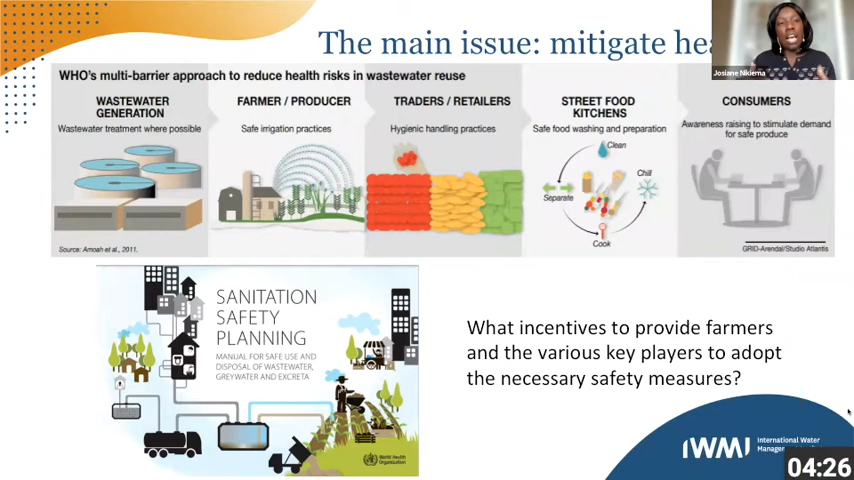 The main issue: mitigate hea
Josiane Nikiema
WHO's multi-barrier approach to reduce health risks in wastewater reuse
WASTEWATER
GENERATION
Wastewater treatment where possible
FARMER / PRODUCER
Safe irrigation practices
TRADERS / RETAILERS
Hygienic handling practices
STREET FOOD
KITCHENS
Safe food washing and preparation
Clean
Chill
Separate
Cook
CONSUMERS
Awareness raising to stimulate demand
for safe produce
Source: Amoah et al., 2011.
GRID-Arendal/Studio Atlantis
SANITATION
SAFETY
PLANNING
MANUAL FOR SAFE USE AND
DISPOSAL OF WASTEWATER,
GREYWATER AND EXCRETA
World Health
Organization
What incentives to provide farmers
and the various key players to adopt
the necessary safety measures?
IWMI
International Water
04:26